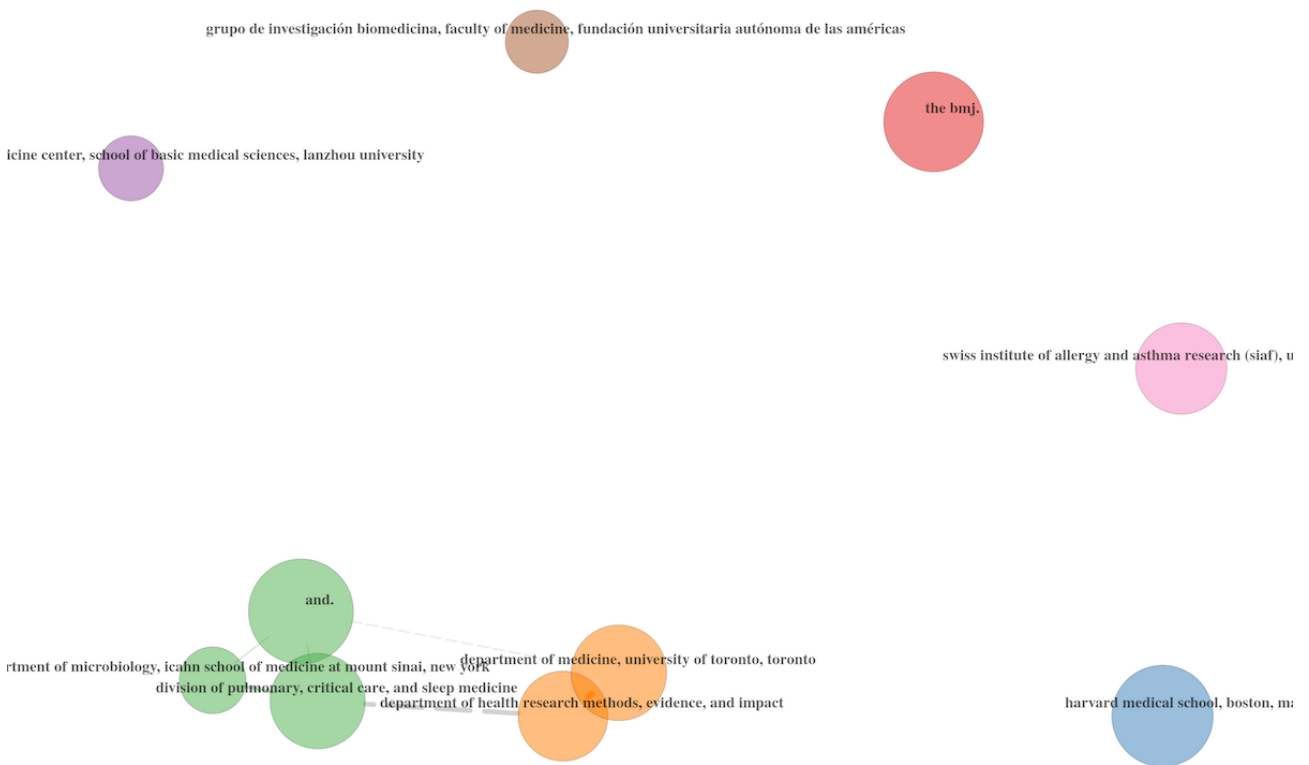 grupo de investigación biomedicina, faculty of medicine, fundación universitaria autónoma de las américas
the bmj.
icine center, school of basic medical sciences, lanzhou university
swiss institute of allergy and asthma research (siaf), u
and.
department of medicine, university of toronto, toronto
rtment of microbiology, icahn school of medicine at mount sinai, new york
division of pulmonary, critical care, and sleep medicine
department of health research methods, evidence, and impact
harvard medical school, boston, ma